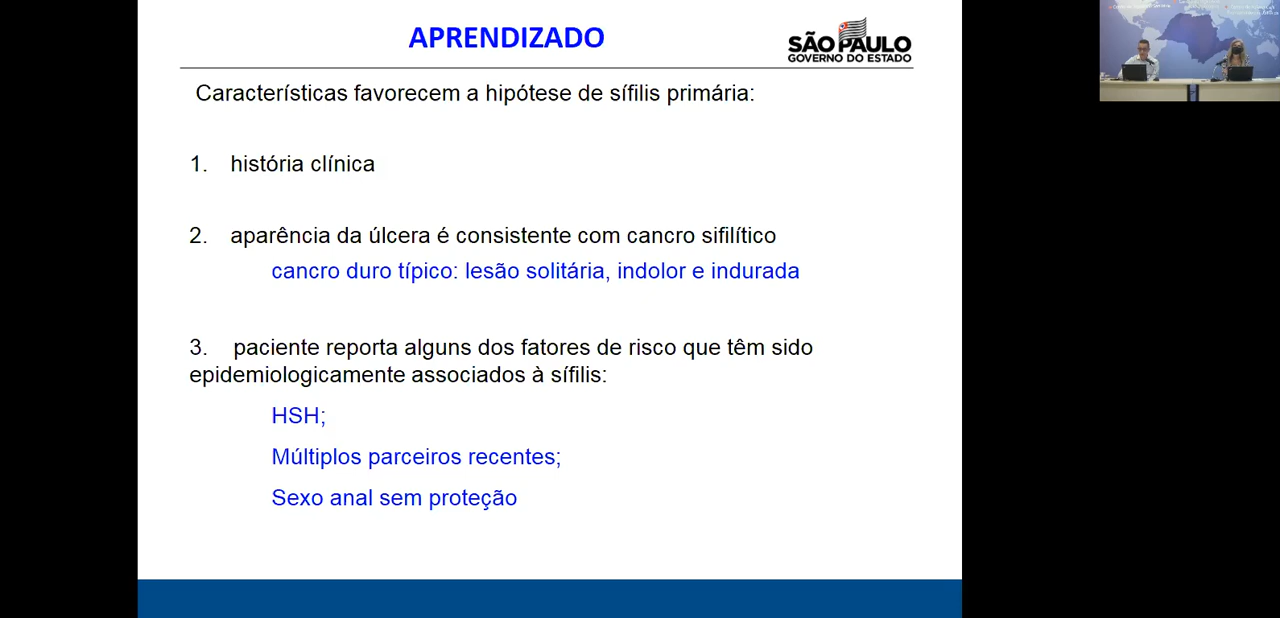 APRENDIZADO
SÃO PAULO
GOVERNO DO ESTADO
Características favorecem a hipótese de sífilis primária:
1. história clínica
2. aparência da úlcera é consistente com cancro sifilítico
cancro duro típico: lesão solitária, indolor e indurada
3. paciente reporta alguns dos fatores de risco que têm sido
epidemiologicamente associados à sífilis:
HSH;
Múltiplos parceiros recentes;
Sexo anal sem proteção